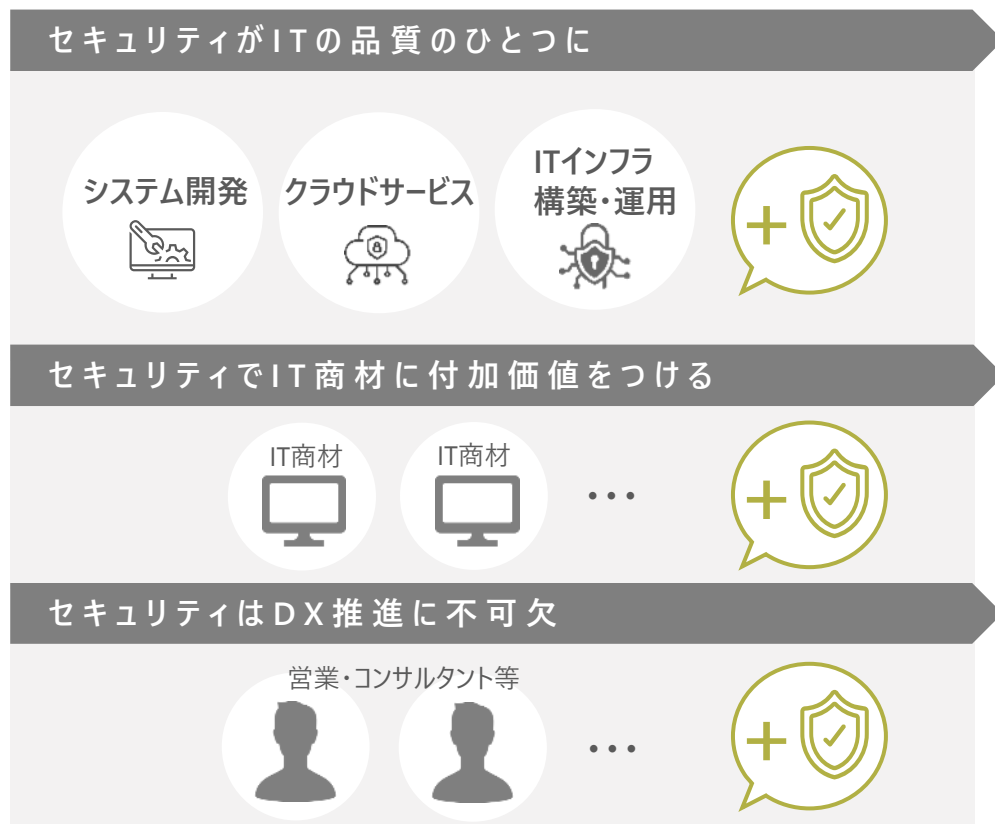 セキュリティがITの品質のひとつに
システム開発
クラウドサービス
ITインフラ
構築・運用
+
セキュリティでIT商材に付加価値をつける
IT商材
IT商材
・・・
+
セキュリティはDX推進に不可欠
営業・コンサルタント等
・・・
+